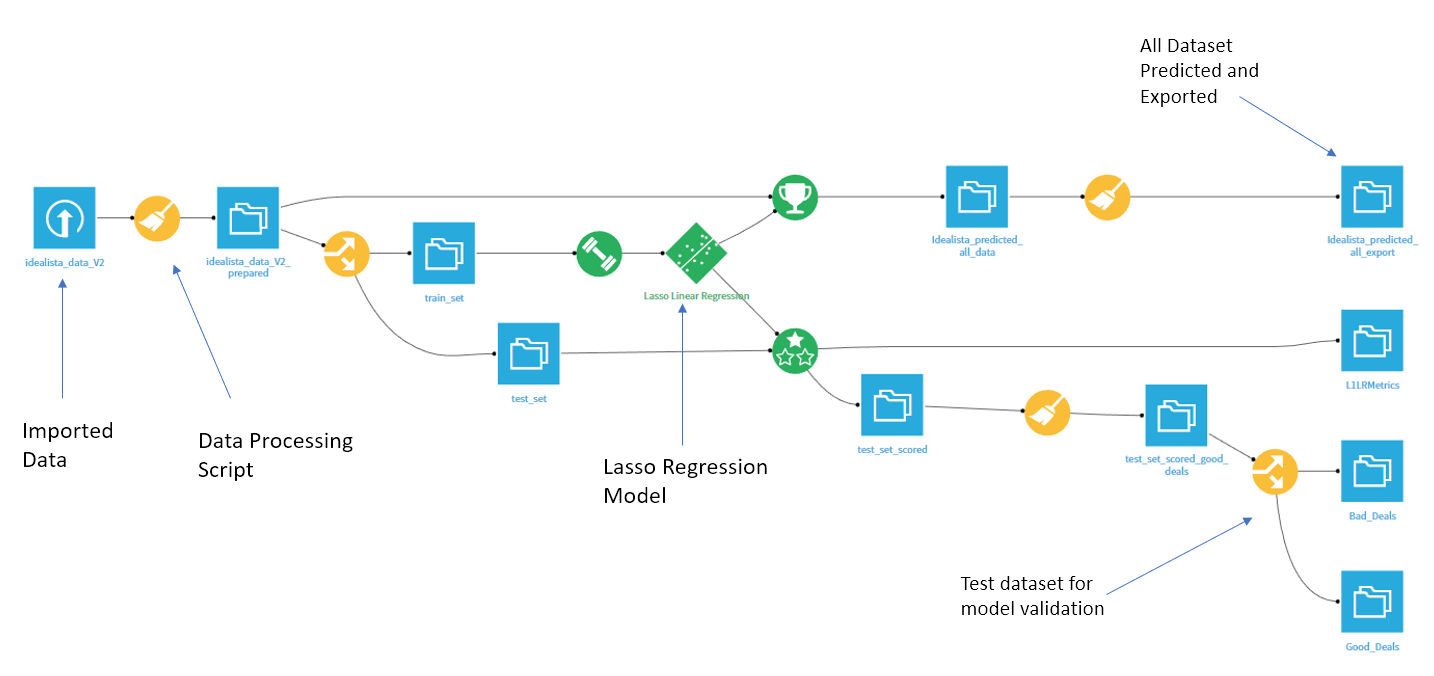 All Dataset
Predicted and
Exported
idealista_data_V2
idealista_data_V2_
prepared
train_set
Lasso Linear Regression
Idealista_predicted_
all_data
Idealista_predicted_
all_export
test_set
L1LRMetrics
test_set_scored
test_set_scored_good_
deals
Bad_Deals
Good_Deals
Imported
Data
Data Processing
Script
Lasso Regression
Model
Test dataset for
model validation